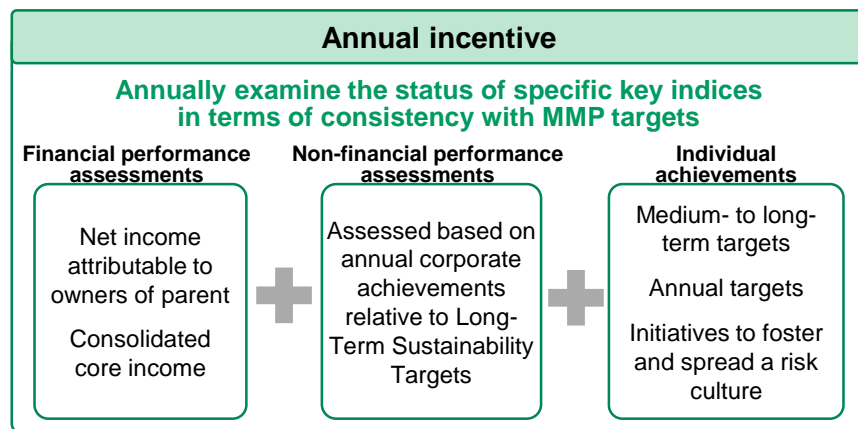 Annual incentive
Annually examine the status of specific key indices
in terms of consistency with MMP targets
Financial performance
assessments
Net income
attributable to
owners of parent
Consolidated
core income
Non-financial performance
assessments
Assessed based on
annual corporate
achievements
relative to Long-
Term Sustainability
Targets
Individual
achievements
Medium- to long-
term targets
Annual targets
Initiatives to foster
and spread a risk
culture